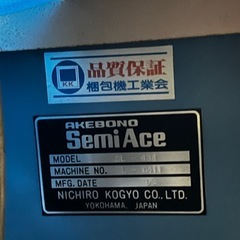 KK
品質保証
梱包機工業会
AKEBONO
SemiAce
MODEL
MACHINE NO.
MFG. DATE
NICHIRO KOGYO CO., LTD.
YOKOHAMA, JAPAN